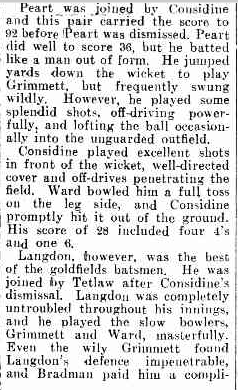 Peart was joined by Considine
and this pair carried the score to
92 before Peart was dismissed. Peart
did well to score 36, but he batted
like a man out of form. He jumped
yards down the wicket to play
Grimmett, but frequently swung
wildly. However, he played some
splendid shots, off-driving power-
fully, and lofting the ball occasion-
ally into the unguarded outfield.
Considine played excellent shots
in front of the wicket, well-directed
cover and off-drives penetrating the
field. Ward bowled him a full toss
on the leg side, and Considine
promptly hit it out of the ground.
His score of 28 included four 4's
and one 6.
Langdon, however, was the best
of the goldfields batsmen. He was
joined by Tetlaw after Considine's
dismissal. Langdon was completely
untroubled throughout his innings,
and he played the slow bowlers,
Grimmett and Ward, masterfully.
Even the wily Grimmett found
Langdon's defence impenetrable
and Bradman paid him a compli-